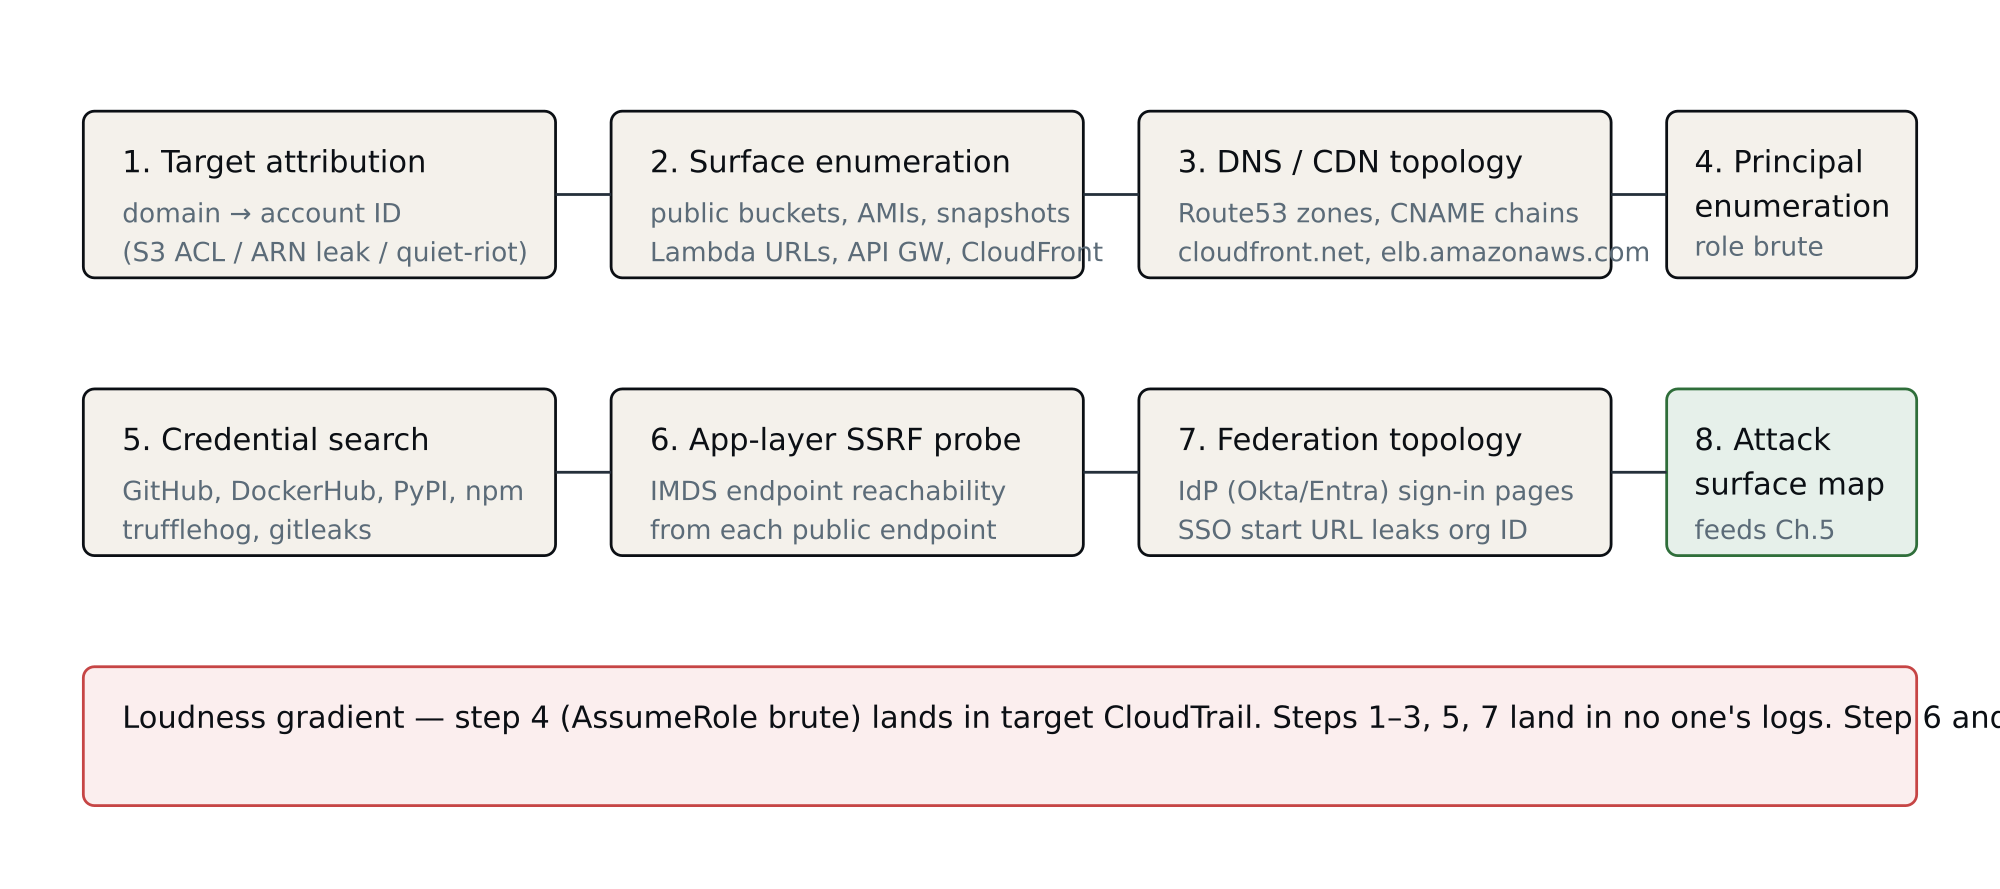 1. Target attribution
domain → account ID
(S3 ACL / ARN leak / quiet-riot)
2. Surface enumeration
public buckets, AMIs, snapshots
Lambda URLs, API GW, CloudFront
3. DNS / CDN topology
Route53 zones, CNAME chains
cloudfront.net, elb.amazonaws.com
4. Principal
enumeration
role brute
5. Credential search
GitHub, DockerHub, PyPI, npm
trufflehog, gitleaks
6. App-layer SSRF probe
IMDS endpoint reachability
from each public endpoint
7. Federation topology
IdP (Okta/Entra) sign-in pages
SSO start URL leaks org ID
8. Attack
surface map
feeds Ch.5
Loudness gradient — step 4 (AssumeRole brute) lands in target CloudTrail. Steps 1–3, 5, 7 land in no one's logs. Step 6 and